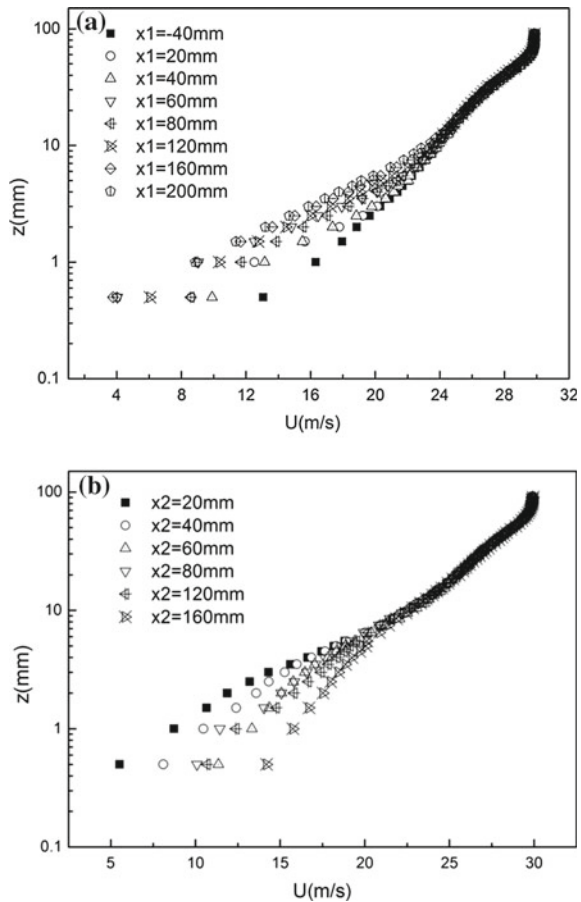 (a)
x1=-40mm
x1=20mm
x1=40mm
x1=60mm
x1=80mm
x1=120mm
x1=160mm
x1=200mm
100
10
1
0.1
z(mm)
4 8 12 16 20 24 28 32
U(m/s)
(b)
x2=20mm
x2=40mm
x2=60mm
x2=80mm
x2=120mm
x2=160mm
100
10
1
0.1
z(mm)
5 10 15 20 25 30
U(m/s)